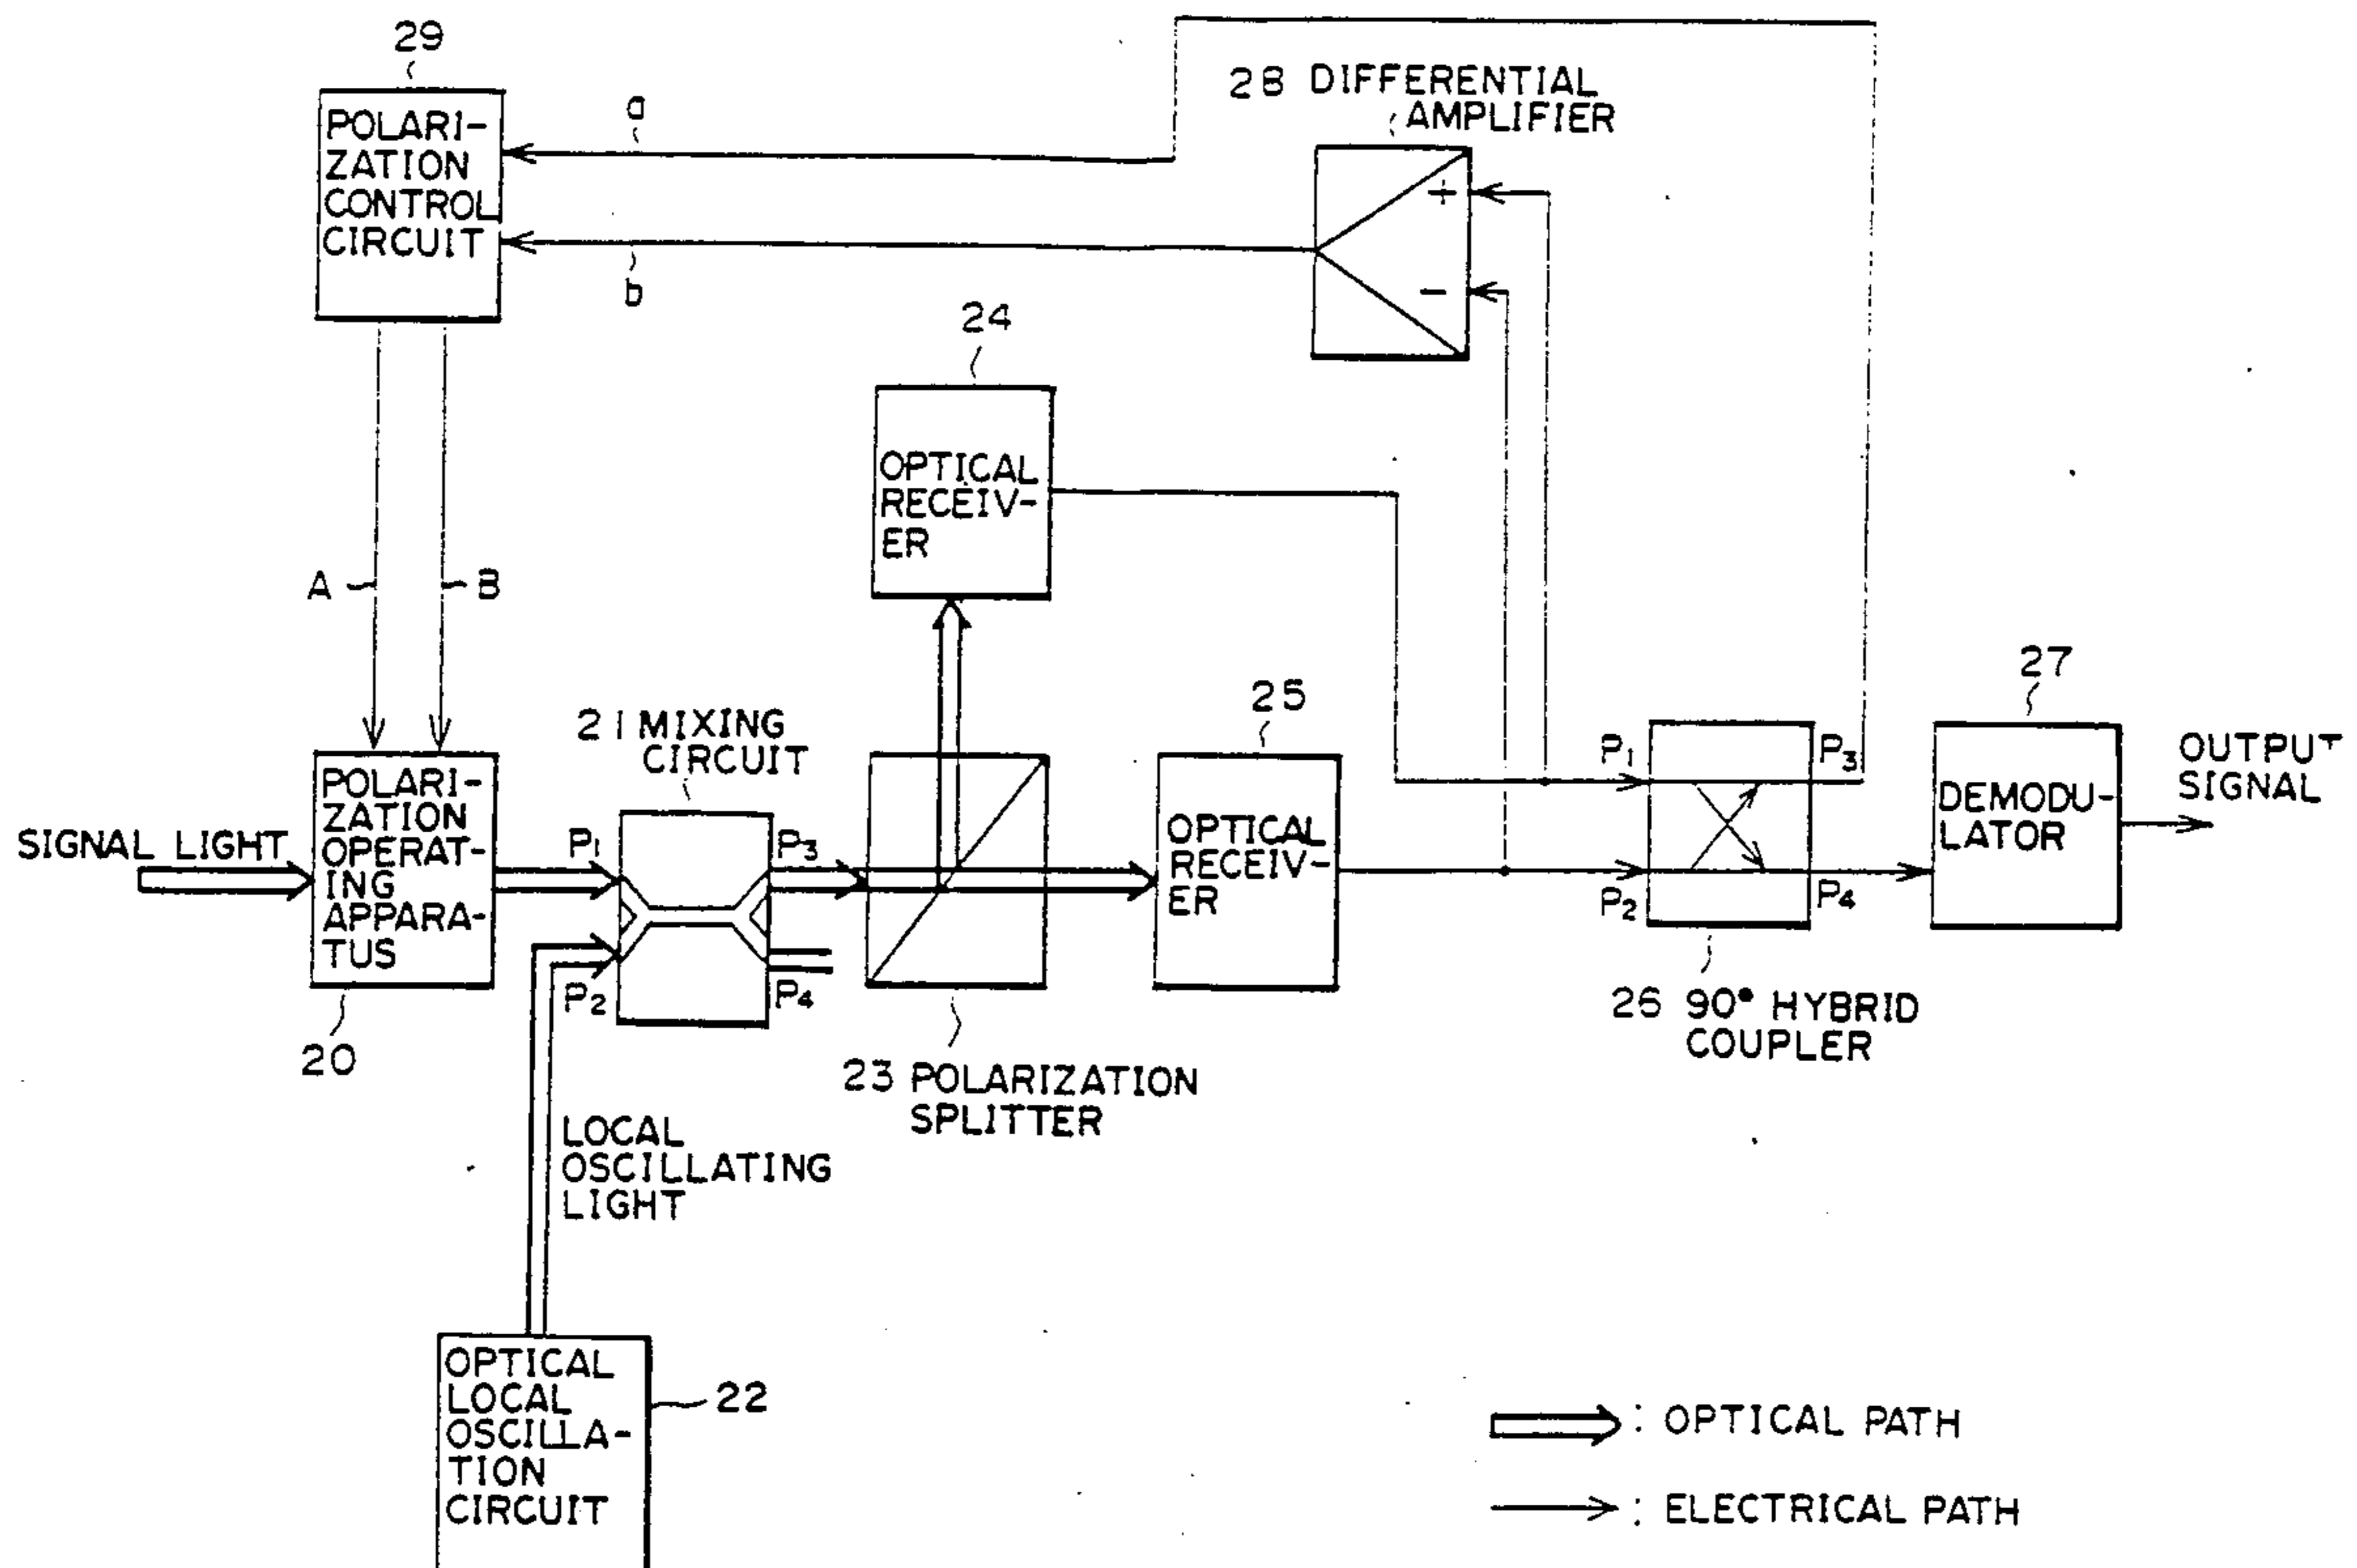 29
POLARI-
ZATION
CONTROL
CIRCUIT
a
b
28 DIFFERENTIAL
AMPLIFIER
+
−
24
OPTICAL
RECEIV-
ER
A
B
21 MIXING
CIRCUIT
25
27
SIGNAL LIGHT
POLARI-
ZATION
OPERAT-
ING
APPARA-
TUS
20
P1
P2
P3
P4
OPTICAL
RECEIV-
ER
P1
P2
P3
P4
DEMODU-
LATOR
OUTPUT
SIGNAL
26 90° HYBRID
COUPLER
23 POLARIZATION
SPLITTER
LOCAL
OSCILLATING
LIGHT
OPTICAL
LOCAL
OSCILLA-
TION
CIRCUIT
22
: OPTICAL PATH
: ELECTRICAL PATH